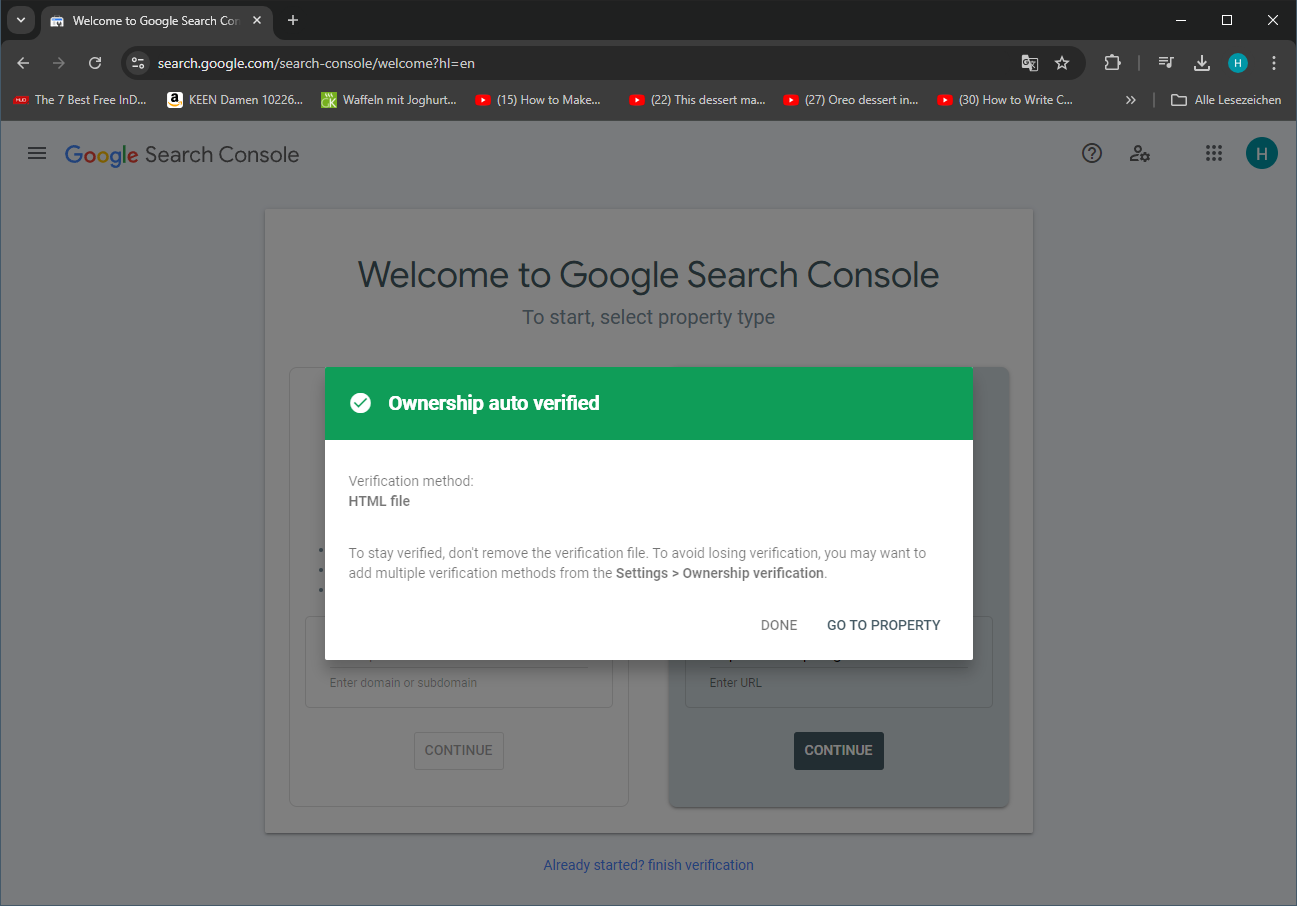 Welcome to Google Search Con
search.google.com/search-console/welcome?hl=en
H
The 7 Best Free InD...
KEEN Damen 10226...
Waffeln mit Joghurt...
(15) How to Make...
(22) This dessert ma...
(27) Oreo dessert in...
(30) How to Write C...
»
Alle Lesezeichen
Google Search Console
H
Welcome to Google Search Console
To start, select property type
Ownership auto verified
Verification method:
HTML file
To stay verified, don't remove the verification file. To avoid losing verification, you may want to
add multiple verification methods from the Settings > Ownership verification.
DONE
GO TO PROPERTY
Enter domain or subdomain
Enter URL
CONTINUE
CONTINUE
Already started? finish verification